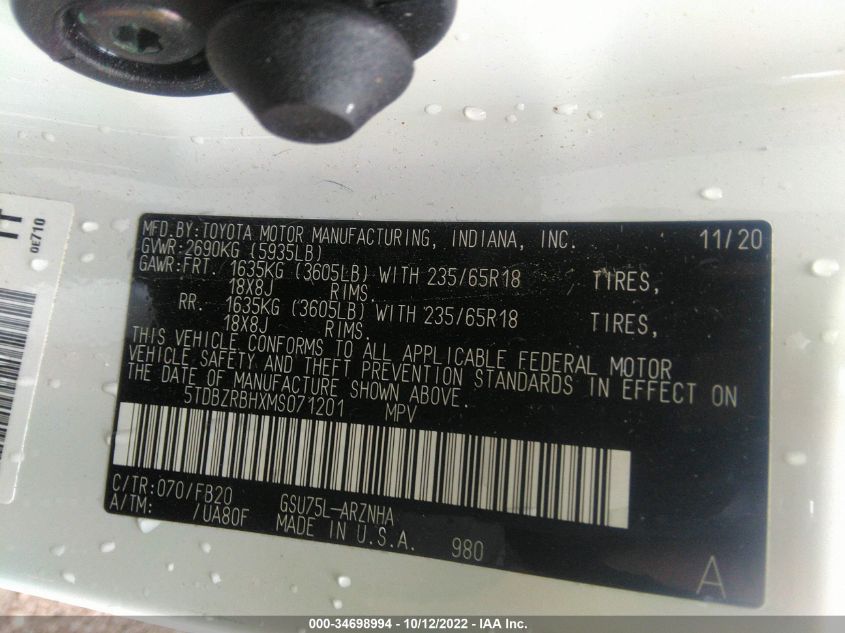 MFD.BY:TOYOTA MOTOR MANUFACTURING, INDIANA, INC. 11/20
GVWR:2690KG (5935LB)
GAWR:FRT. 1635KG (3605LB) WITH 235/65R18 TIRES,
18X8J RIMS.
RR. 1635KG (3605LB) WITH 235/65R18 TIRES,
18X8J RIMS.
THIS VEHICLE CONFORMS TO ALL APPLICABLE FEDERAL MOTOR
VEHICLE SAFETY AND THEFT PREVENTION STANDARDS IN EFFECT ON
THE DATE OF MANUFACTURE SHOWN ABOVE.
5TDBZRBHXMS071201 MPV
C/TR:070/FB20 GSU75L-ARZNHA
A/TM: /UA80F MADE IN U.S.A. 980
A
0E710
000-34698994 - 10/12/2022 - IAA Inc.